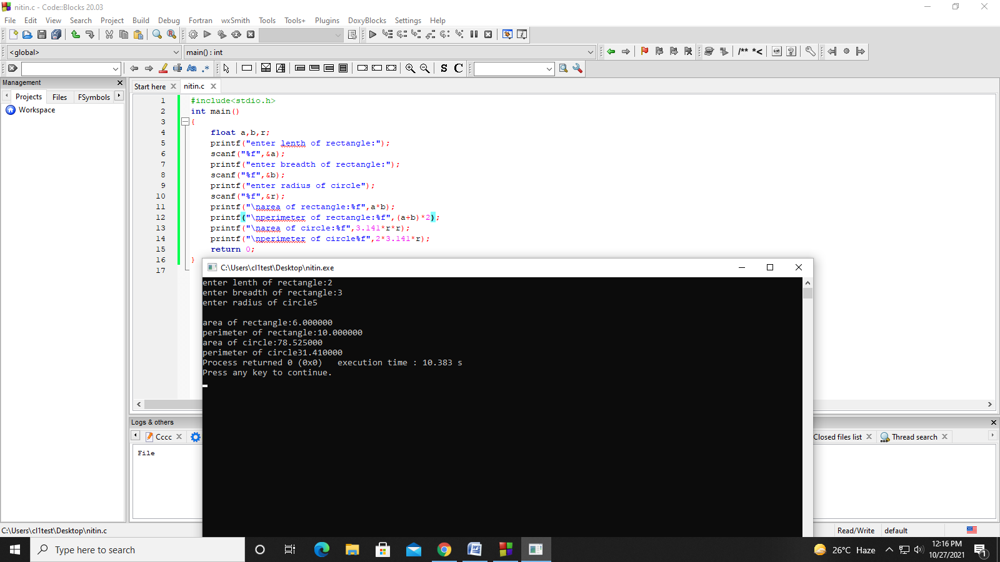 nitin.c - Code::Blocks 20.03
File Edit View Search Project Build Debug Fortran wxSmith Tools Tools+ Plugins DoxyBlocks Settings Help
<global>
main() : int
/** *<
Aa .*
S C
Management
Projects Files FSymbols
Workspace
Start here nitin.c
1 #include<stdio.h>
2 int main()
3 {
4 float a,b,r;
5 printf("enter lenth of rectangle:");
6 scanf("%f",&a);
7 printf("enter breadth of rectangle:");
8 scanf("%f",&b);
9 printf("enter radius of circle");
10 scanf("%f",&r);
11 printf("\narea of rectangle:%f",a*b);
12 printf("\nperimeter of rectangle:%f",(a+b)*2);
13 printf("\narea of circle:%f",3.141*r*r);
14 printf("\nperimeter of circle%f",2*3.141*r);
15 return 0;
16 }
17
C:\Users\cl1test\Desktop\nitin.exe
enter lenth of rectangle:2
enter breadth of rectangle:3
enter radius of circle5
area of rectangle:6.000000
perimeter of rectangle:10.000000
area of circle:78.525000
perimeter of circle31.410000
Process returned 0 (0x0) execution time : 10.383 s
Press any key to continue.
Logs & others
Cccc
Closed files list Thread search
File
C:\Users\cl1test\Desktop\nitin.c
Read/Write default
Type here to search
26°C Haze
12:16 PM
10/27/2021
1